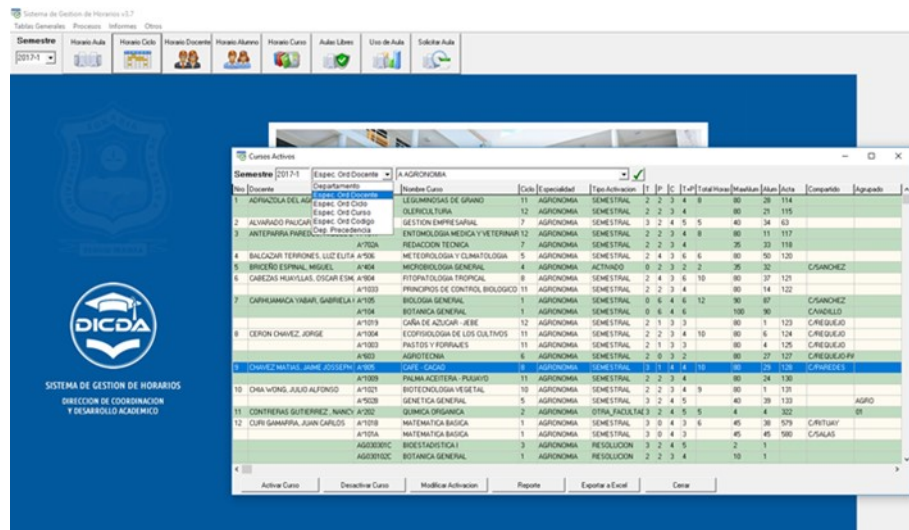 Sistema de Gestion de Horarios v3.7
Tablas Generales Procesos Informes Otros
Semestre
2017-1
Horario Aula Horario Ciclo Horario Docente Horario Alumno Horario Curso Aulas Libres Uso de Aula Solicitar Aula
DICDA
SISTEMA DE GESTION DE HORARIOS
DIRECCION DE COORDINACION
Y DESARROLLO ACADEMICO
Cursos Activos
Semestre 2017-1 Espec. Ord Docente A AGRONOMIA
Departamento
Espec. Ord Docente
Espec. Ord Ciclo
Espec. Ord Curso
Espec. Ord Codigo
Dep. Precedencia
Nro Docente Nombre Curso Ciclo Especialidad Tipo Activacion T P C T+P Total Horas MaxAlum Alum Acta Compartido Agrupado
1 ADRIAZOLA DEL AG LEGUMINOSAS DE GRANO 11 AGRONOMIA SEMESTRAL 2 2 3 4 8 80 28 114
OLERICULTURA 12 AGRONOMIA SEMESTRAL 2 2 3 4 80 21 115
2 ALVARADO PAUCAR GESTION EMPRESARIAL 7 AGRONOMIA SEMESTRAL 3 2 4 5 5 40 34 63
3 ANTEPARRA PARED ENTOMOLOGIA MEDICA Y VETERINAR 12 AGRONOMIA SEMESTRAL 2 2 3 4 8 80 11 117
A*702A REDACCION TECNICA 7 AGRONOMIA SEMESTRAL 2 2 3 4 35 33 118
4 BALCAZAR TERRONES, LUZ ELITA A*506 METEOROLOGIA Y CLIMATOLOGIA 5 AGRONOMIA SEMESTRAL 2 4 3 6 6 80 50 120
5 BRICEÑO ESPINAL, MIGUEL A*404 MICROBIOLOGIA GENERAL 4 AGRONOMIA ACTIVADO 0 2 3 2 2 35 32 C/SANCHEZ
6 CABEZAS HUAYLLAS, OSCAR ESM A*804 FITOPATOLOGIA TROPICAL 8 AGRONOMIA SEMESTRAL 2 4 3 6 10 80 37 121
A*1033 PRINCIPIOS DE CONTROL BIOLOGICO 11 AGRONOMIA SEMESTRAL 2 2 3 4 80 14 122
7 CARHUAMACA YABAR, GABRIELA A*105 BIOLOGIA GENERAL 1 AGRONOMIA SEMESTRAL 0 6 4 6 12 90 87 C/SANCHEZ
A*104 BOTANICA GENERAL 1 AGRONOMIA SEMESTRAL 0 6 4 6 100 90 C/VADILLO
A*1019 CAÑA DE AZUCAR - JEBE 12 AGRONOMIA SEMESTRAL 2 1 3 3 80 1 123 C/REQUEJO
8 CERON CHAVEZ, JORGE A*1004 ECOFISIOLOGIA DE LOS CULTIVOS 11 AGRONOMIA SEMESTRAL 2 2 3 4 10 80 6 124 C/REQUEJO
A*1003 PASTOS Y FORRAJES 11 AGRONOMIA SEMESTRAL 2 1 3 3 80 4 125 C/REQUEJO
A*603 AGROTECNIA 6 AGRONOMIA SEMESTRAL 2 0 3 2 80 27 127 C/REQUEJO-P/
9 CHAVEZ MATIAS, JAIME JOSSEPH A*805 CAFE - CACAO 8 AGRONOMIA SEMESTRAL 3 1 4 4 10 80 29 128 C/PAREDES
A*1009 PALMA ACEITERA - PIJUAYO 11 AGRONOMIA SEMESTRAL 2 2 3 4 80 24 130
10 CHIA WONG, JULIO ALFONSO A*1021 BIOTECNOLOGIA VEGETAL 10 AGRONOMIA SEMESTRAL 2 2 3 4 9 80 1 131
A*502B GENETICA GENERAL 5 AGRONOMIA SEMESTRAL 3 2 4 5 40 39 133 AGRO
11 CONTRERAS GUTIERREZ , NANCY A*202 QUIMICA ORGANICA 2 AGRONOMIA OTRA_FACULTAD 3 2 4 5 5 4 4 322 01
12 CURI GAMARRA, JUAN CARLOS A*101B MATEMATICA BASICA 1 AGRONOMIA SEMESTRAL 3 0 4 3 6 45 38 579 C/RITUAY
A*101A MATEMATICA BASICA 1 AGRONOMIA SEMESTRAL 3 0 4 3 45 45 580 C/SALAS
AG030301C BIOESTADISTICA I 3 AGRONOMIA RESOLUCION 3 2 4 5 2 1
AG030102C BOTANICA GENERAL 1 AGRONOMIA RESOLUCION 2 2 3 4 10 1
Activar Curso Desactivar Curso Modificar Activacion Reporte Exportar a Excel Cerrar